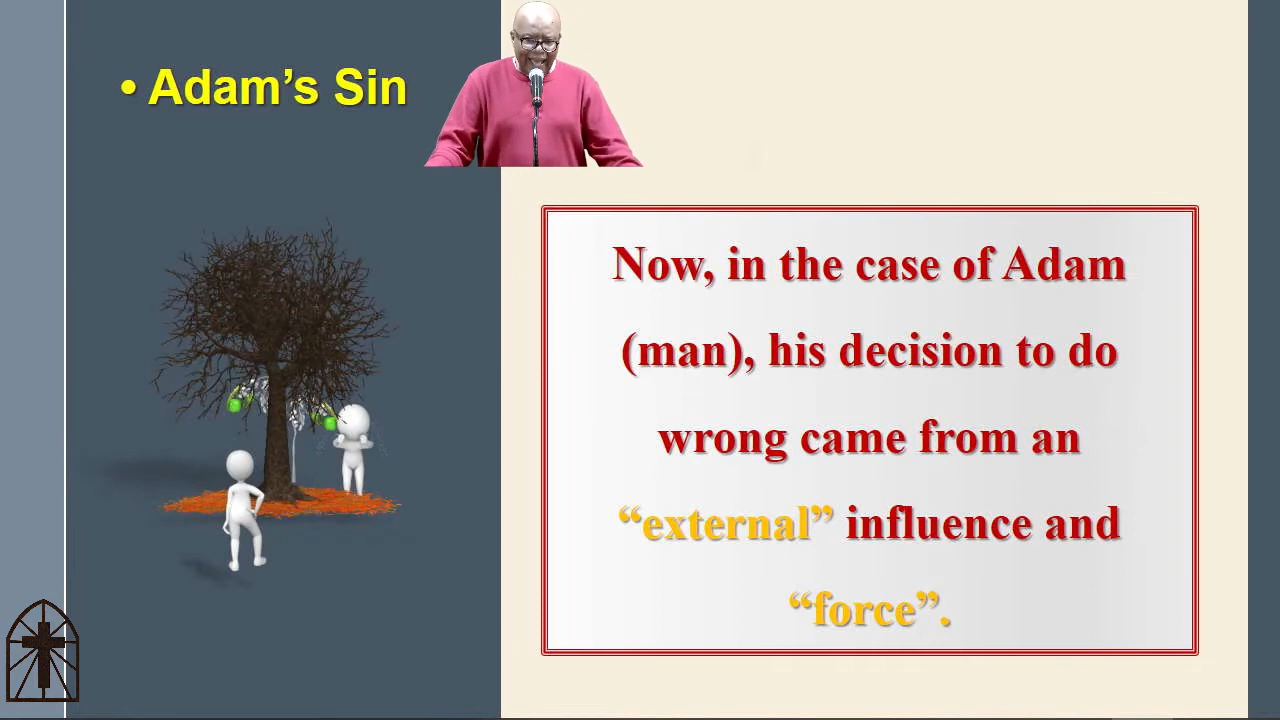 • Adam’s Sin
Now, in the case of Adam
(man), his decision to do
wrong came from an
“external” influence and
“force”.